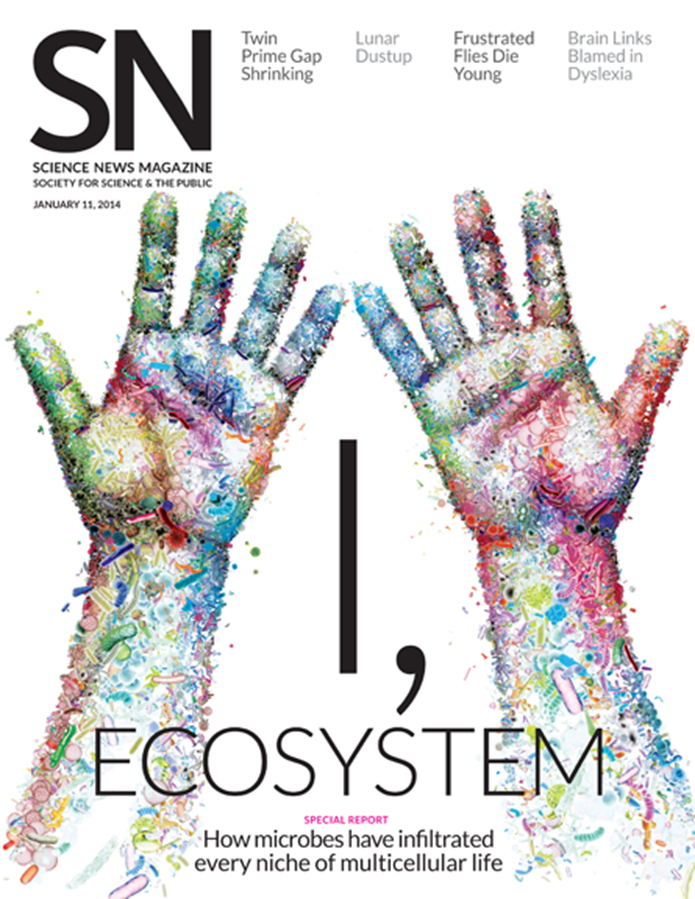 SN
SCIENCE NEWS MAGAZINE
SOCIETY FOR SCIENCE & THE PUBLIC
JANUARY 11, 2014
Twin
Prime Gap
Shrinking
Lunar
Dustup
Frustrated
Flies Die
Young
Brain Links
Blamed in
Dyslexia
I,
ECOSYSTEM
SPECIAL REPORT
How microbes have infiltrated
every niche of multicellular life